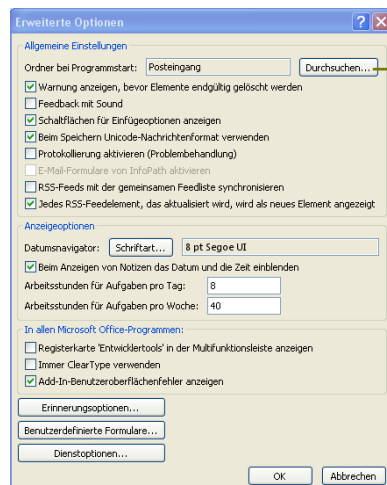 Erweiterte Optionen
Allgemeine Einstellungen
Ordner bei Programmstart: Posteingang Durchsuchen...
Warnung anzeigen, bevor Elemente endgültig gelöscht werden
Feedback mit Sound
Schaltflächen für Einfügeoptionen anzeigen
Beim Speichern Unicode-Nachrichtenformat verwenden
Protokollierung aktivieren (Problembehandlung)
E-Mail-Formulare von InfoPath aktivieren
RSS-Feeds mit der gemeinsamen Feedliste synchronisieren
Jedes RSS-Feedelement, das aktualisiert wird, wird als neues Element angezeigt
Anzeigeoptionen
Datumsnavigator: Schriftart... 8 pt Segoe UI
Beim Anzeigen von Notizen das Datum und die Zeit einblenden
Arbeitsstunden für Aufgaben pro Tag: 8
Arbeitsstunden für Aufgaben pro Woche: 40
In allen Microsoft Office-Programmen:
Registerkarte 'Entwicklertools' in der Multifunktionsleiste anzeigen
Immer ClearType verwenden
Add-In-Benutzeroberflächenfehler anzeigen
Erinnerungsoptionen...
Benutzerdefinierte Formulare...
Dienstoptionen...
OK Abbrechen